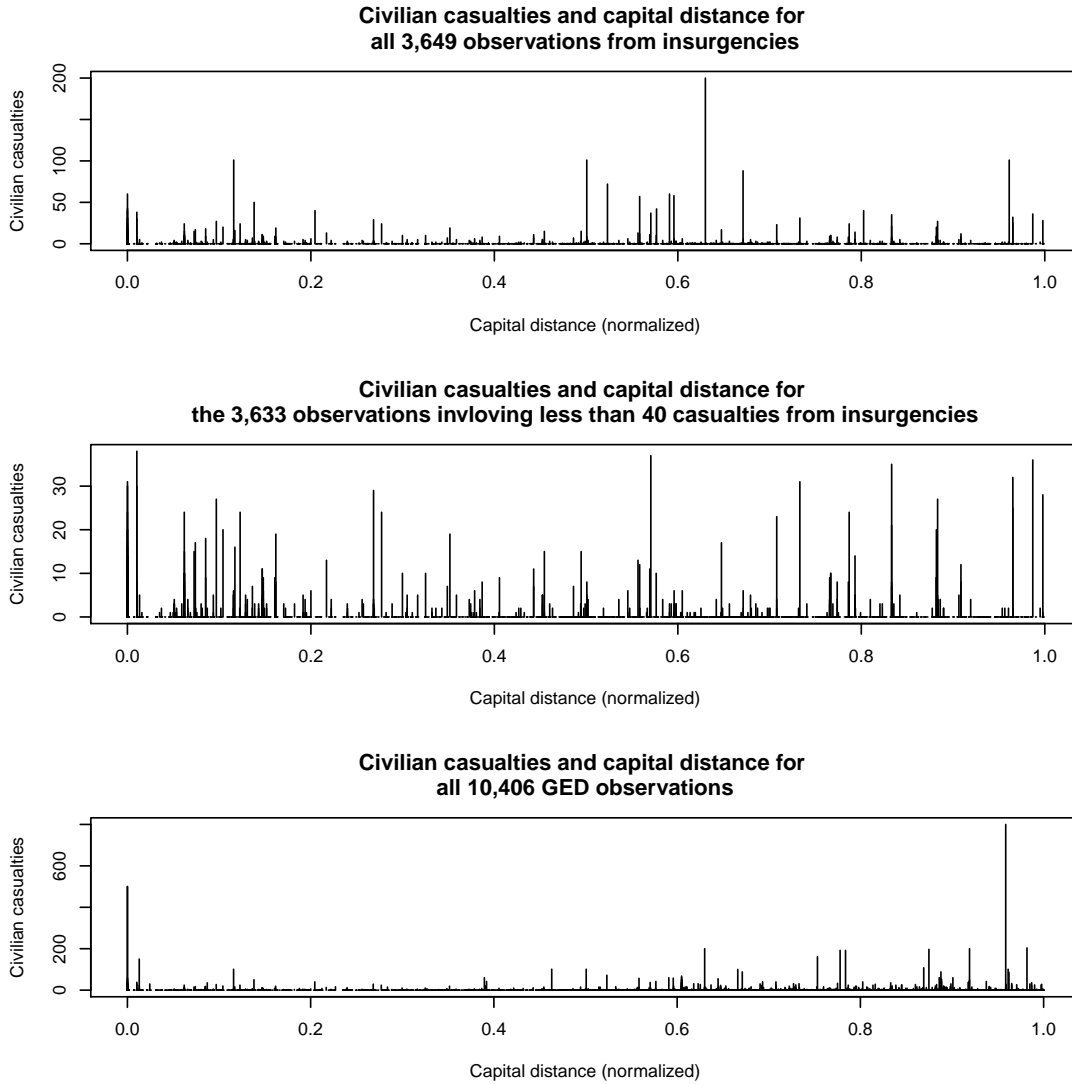 Civilian casualties and capital distance for
all 3,649 observations from insurgencies
Civilian casualties
200
100
50
0
0.0 0.2 0.4 0.6 0.8 1.0
Capital distance (normalized)
Civilian casualties and capital distance for
the 3,633 observations invloving less than 40 casualties from insurgencies
Civilian casualties
30
20
10
0
0.0 0.2 0.4 0.6 0.8 1.0
Capital distance (normalized)
Civilian casualties and capital distance for
all 10,406 GED observations
Civilian casualties
600
200
0
0.0 0.2 0.4 0.6 0.8 1.0
Capital distance (normalized)